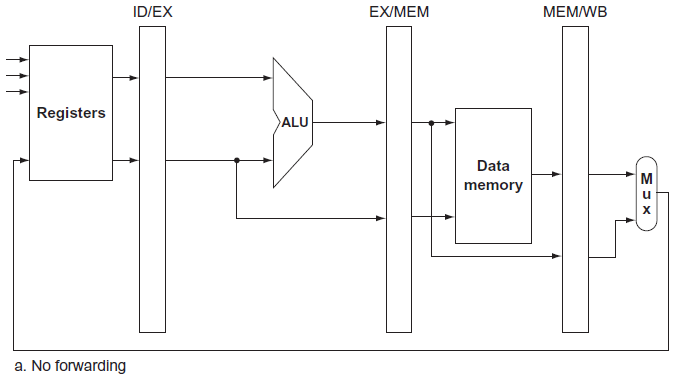 ID/EX
EX/MEM
MEM/WB
Registers
ALU
Data
memory
M
u
x
a. No forwarding